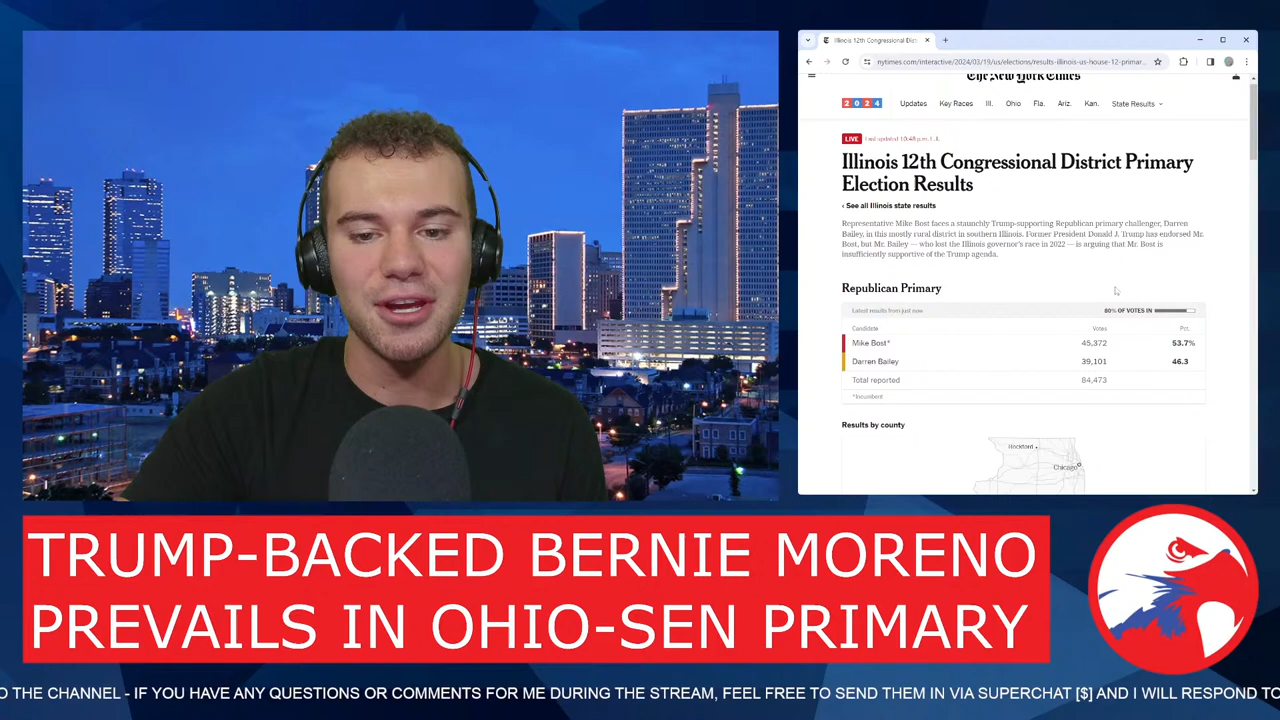 Illinois 12th Congressional Dist
nytimes.com/interactive/2024/03/19/us/elections/results-illinois-us-house-12-primar...
The New York Times
2024 Updates Key Races Ill. Ohio Fla. Ariz. Kan. State Results
LIVE Last updated 10:48 p.m. E.T.
Illinois 12th Congressional District Primary
Election Results
‹ See all Illinois state results
Representative Mike Bost faces a staunchly Trump-supporting Republican primary challenger, Darren
Bailey, in this mostly rural district in southern Illinois. Former President Donald J. Trump has endorsed Mr.
Bost, but Mr. Bailey — who lost the Illinois governor's race in 2022 — is arguing that Mr. Bost is
insufficiently supportive of the Trump agenda.
Republican Primary
Latest results from just now 80% OF VOTES IN
Candidate Votes Pct.
Mike Bost* 45,372 53.7%
Darren Bailey 39,101 46.3
Total reported 84,473
*Incumbent
Results by county
Rockford
Chicago
TRUMP-BACKED BERNIE MORENO
PREVAILS IN OHIO-SEN PRIMARY
O THE CHANNEL - IF YOU HAVE ANY QUESTIONS OR COMMENTS FOR ME DURING THE STREAM, FEEL FREE TO SEND THEM IN VIA SUPERCHAT [$] AND I WILL RESPOND TO